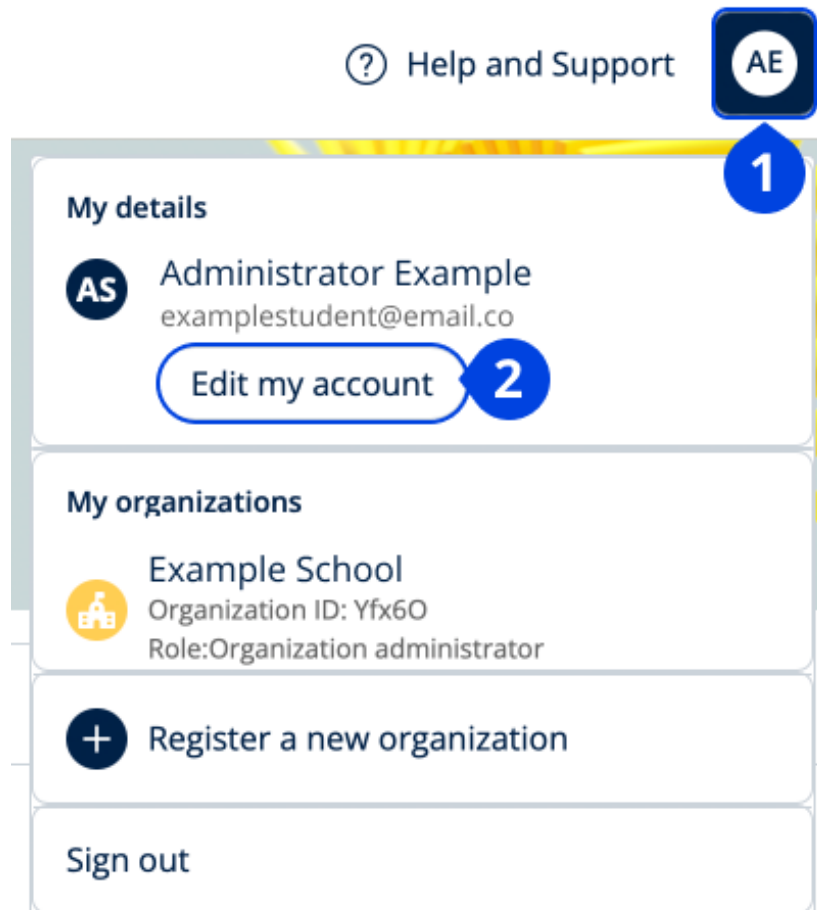 ? Help and Support AE
1
My details
AS Administrator Example
examplestudent@email.co
Edit my account 2
My organizations
Example School
Organization ID: Yfx6O
Role:Organization administrator
+ Register a new organization
Sign out